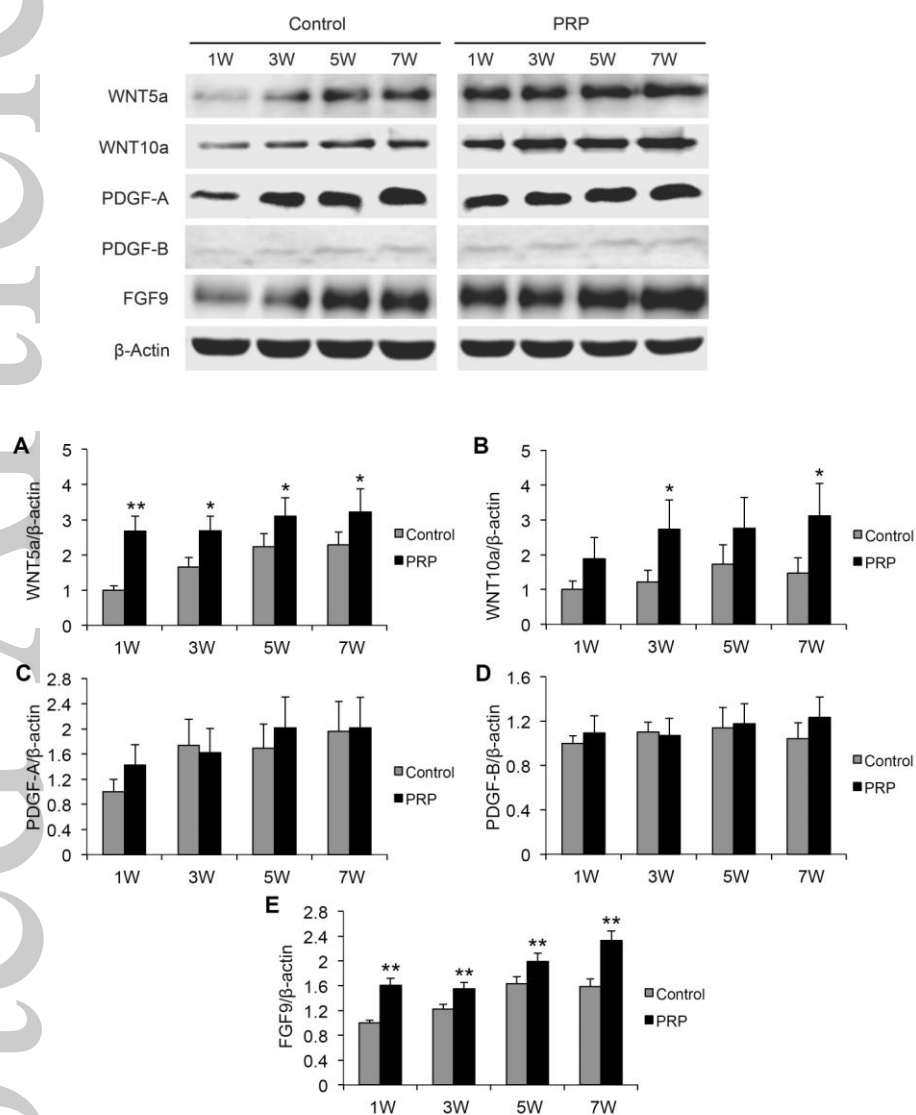 Control PRP
1W 3W 5W 7W 1W 3W 5W 7W
WNT5a
WNT10a
PDGF-A
PDGF-B
FGF9
β-Actin
A
WNT5a/β-actin
5
4
3
2
1
0
** * * *
1W 3W 5W 7W
Control
PRP
B
WNT10a/β-actin
5
4
3
2
1
0
* *
1W 3W 5W 7W
Control
PRP
C
PDGF-A/β-actin
2.8
2.4
2
1.6
1.2
0.8
0.4
0
1W 3W 5W 7W
Control
PRP
D
PDGF-B/β-actin
1.6
1.2
0.8
0.4
0
1W 3W 5W 7W
Control
PRP
E
FGF9/β-actin
2.8
2.4
2
1.6
1.2
0.8
0.4
0
** ** ** **
1W 3W 5W 7W
Control
PRP